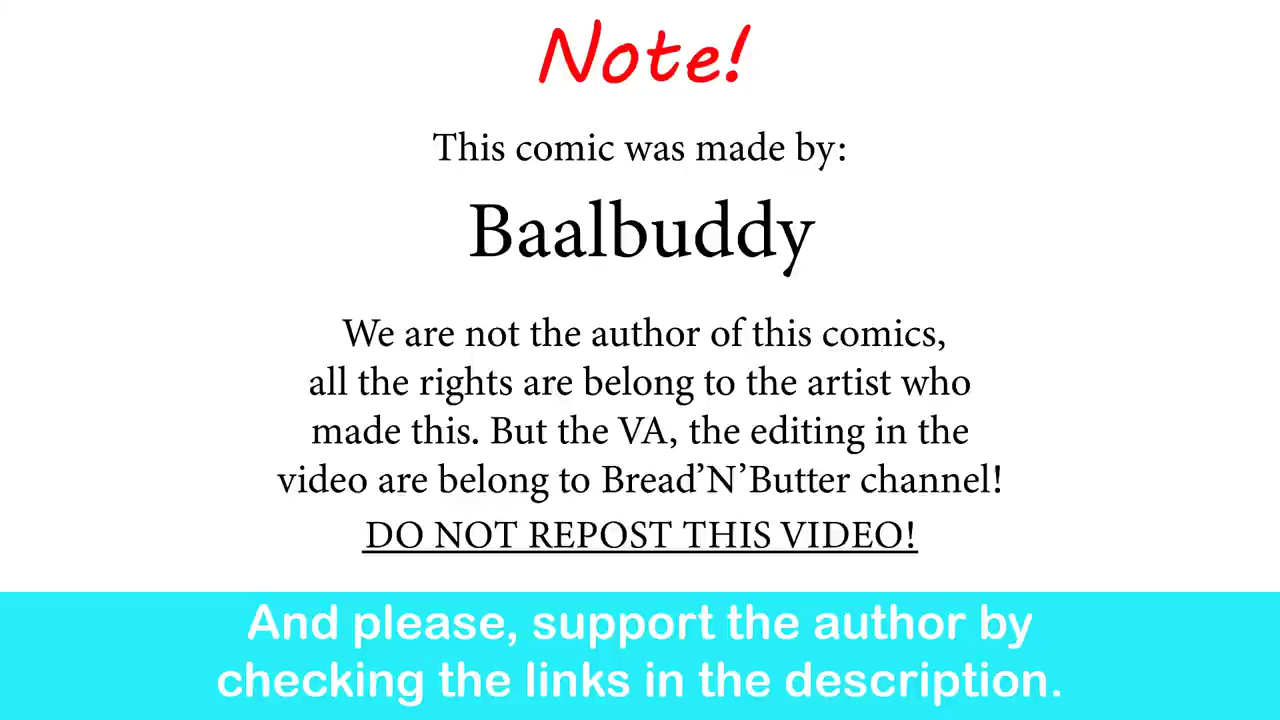 Note!
This comic was made by:
Baalbuddy
We are not the author of this comics,
all the rights are belong to the artist who
made this. But the VA, the editing in the
video are belong to Bread’N’Butter channel!
DO NOT REPOST THIS VIDEO!
And please, support the author by
checking the links in the description.